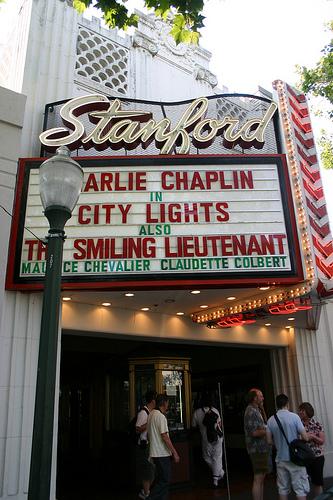 Stanford
ARLIE CHAPLIN
IN
CITY LIGHTS
ALSO
TH SMILING LIEUTENANT
MAU CE CHEVALIER CLAUDETTE COLBERT